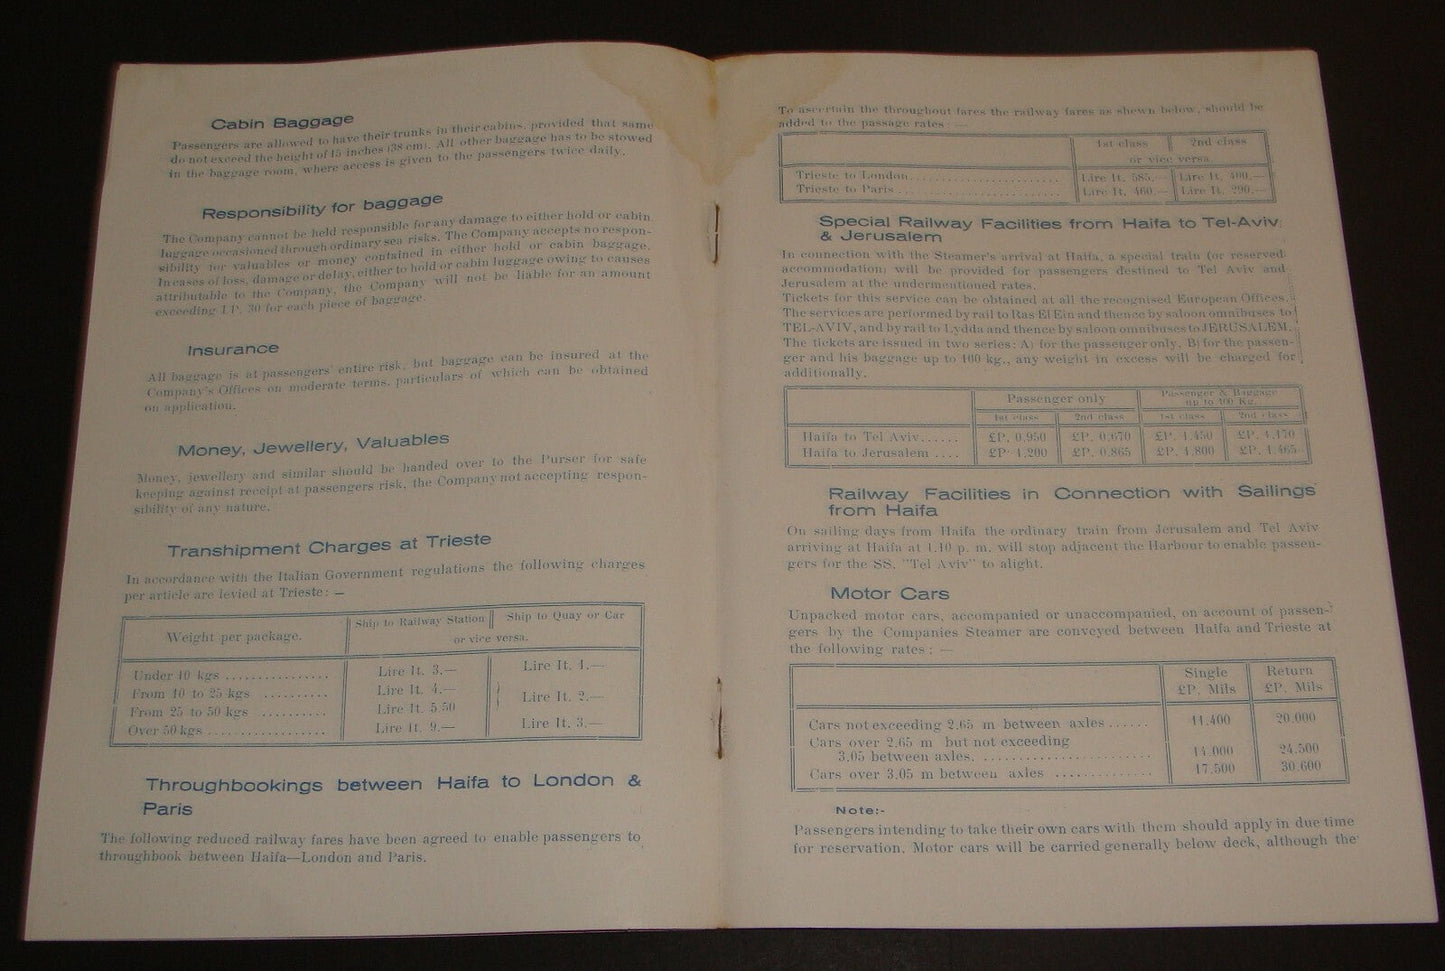 Cabin Baggage
Passengers are allowed to have their trunks in their cabins, provided that same
do not exceed the height of 15 inches (38 cm). All other baggage has to be stowed
in the baggage room, where access is given to the passengers twice daily.
Responsibility for baggage
The Company cannot be held responsible for any damage to either hold or cabin
luggage occasioned through ordinary sea risks. The Company accepts no respon-
sibility for valuables or money contained in either hold or cabin baggage.
In cases of loss, damage or delay, either to hold or cabin luggage owing to causes
attributable to the Company, the Company will not be liable for an amount
exceeding LP. 30 for each piece of baggage.
Insurance
All baggage is at passengers' entire risk, but baggage can be insured at the
Company's Offices on moderate terms, particulars of which can be obtained
on application.
Money, Jewellery, Valuables
Money, jewellery and similar should be handed over to the Purser for safe
keeping against receipt at passengers risk, the Company not accepting respon-
sibility of any nature.
Transhipment Charges at Trieste
In accordance with the Italian Government regulations the following charges
per article are levied at Trieste: —
Weight per package. Ship to Railway Station Ship to Quay or Car
or vice versa.
Under 10 kgs ............... Lire It. 3.— Lire It. 1.—
From 10 to 25 kgs .......... Lire It. 4.—
From 25 to 50 kgs .......... Lire It. 5.50 Lire It. 2.—
Over 50 kgs .................. Lire It. 9.— Lire It. 3.—
Throughbookings between Haifa to London &
Paris
The following reduced railway fares have been agreed to enable passengers to
throughbook between Haifa—London and Paris.
To ascertain the throughout fares the railway fares as shewn below, should be
added to the passage rates: —
1st class 2nd class
or vice versa
Trieste to London............................ Lire It. 585.— Lire It. 400.—
Trieste to Paris .............................. Lire It. 460.— Lire It. 290.—
Special Railway Facilities from Haifa to Tel-Aviv
& Jerusalem
In connection with the Steamer's arrival at Haifa, a special train (or reserved
accommodation) will be provided for passengers destined to Tel Aviv and
Jerusalem at the undermentioned rates.
Tickets for this service can be obtained at all the recognised European Offices.
The services are performed by rail to Ras El Ein and thence by saloon omnibuses to
TEL-AVIV, and by rail to Lydda and thence by saloon omnibuses to JERUSALEM.
The tickets are issued in two series: A) for the passenger only, B) for the passen-
ger and his baggage up to 100 kg., any weight in excess will be charged for
additionally.
Passenger only Passenger & Baggage up to 100 Kg.
1st class 2nd class 1st class 2nd class
Haifa to Tel Aviv...... £P. 0.950 £P. 0.670 £P. 1.450 £P. 1.170
Haifa to Jerusalem .... £P. 1.200 £P. 0.865 £P. 1.800 £P. 1.465
Railway Facilities in Connection with Sailings
from Haifa
On sailing days from Haifa the ordinary train from Jerusalem and Tel Aviv
arriving at Haifa at 1.10 p. m. will stop adjacent the Harbour to enable passen-
gers for the SS. "Tel Aviv" to alight.
Motor Cars
Unpacked motor cars, accompanied or unaccompanied, on account of passen-
gers by the Companies Steamer are conveyed between Haifa and Trieste at
the following rates: —
Single Return
£P. Mils £P. Mils
Cars not exceeding 2.65 m between axles ...... 11.400 20.000
Cars over 2.65 m but not exceeding
3.05 between axles. ......................... 14.000 24.500
Cars over 3.05 m between axles .............. 17.500 30.600
Note:-
Passengers intending to take their own cars with them should apply in due time
for reservation. Motor cars will be carried generally below deck, although the